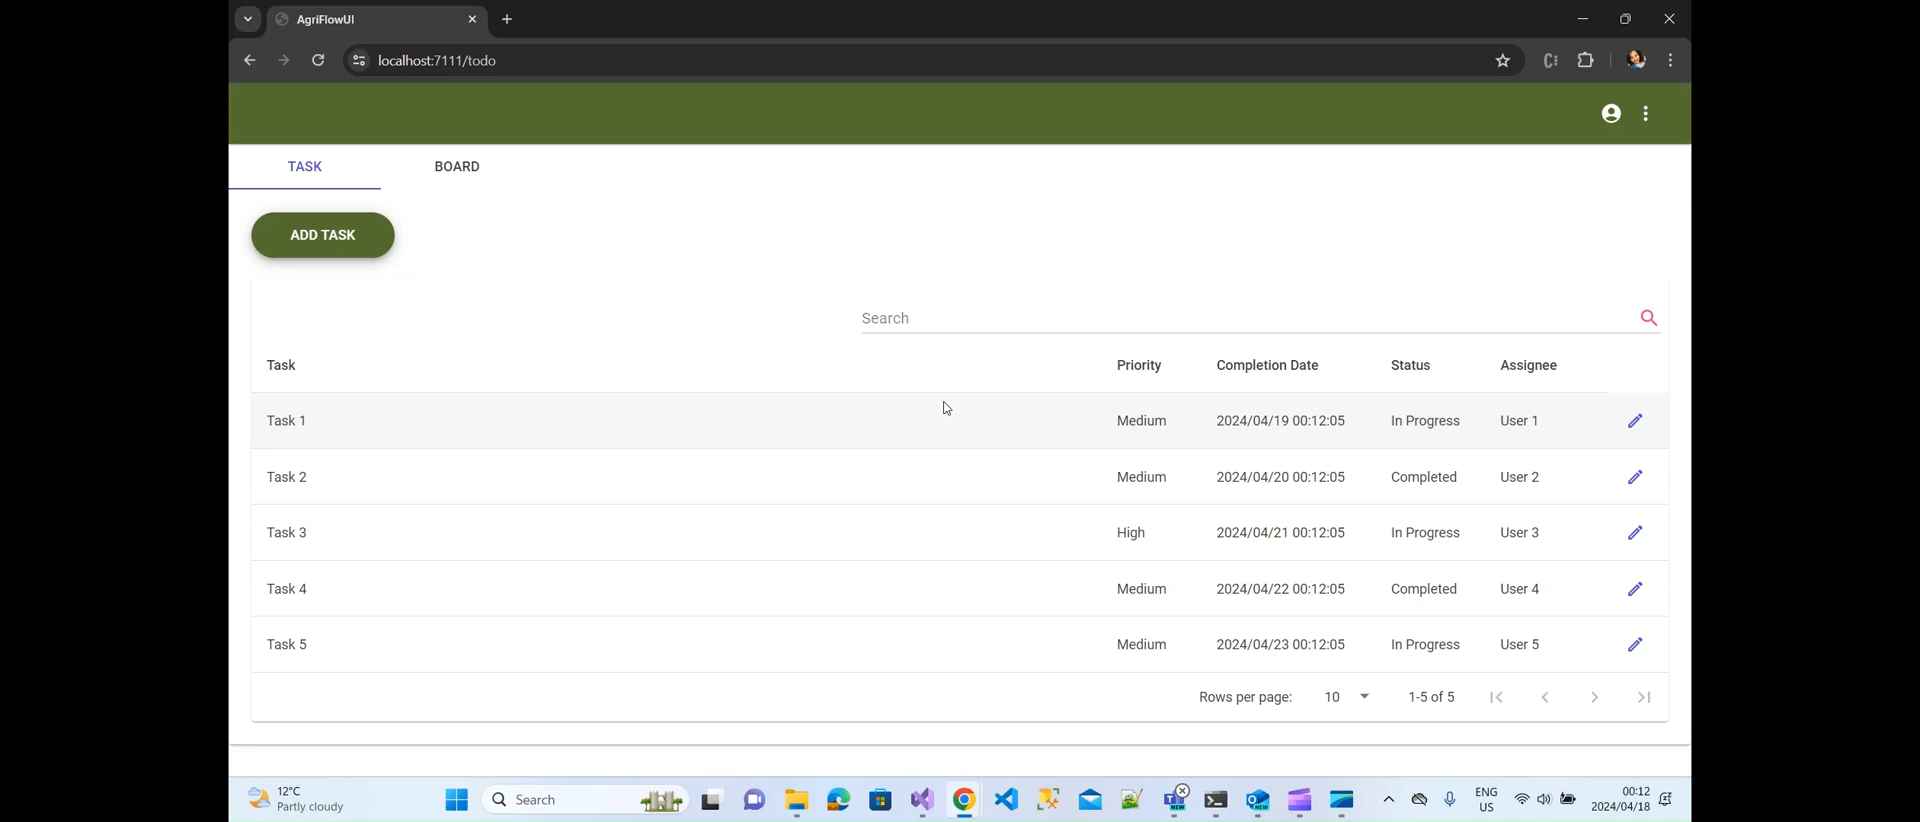 AgriFlowUI
localhost:7111/todo
TASK BOARD
ADD TASK
Search
Task Priority Completion Date Status Assignee
Task 1 Medium 2024/04/19 00:12:05 In Progress User 1
Task 2 Medium 2024/04/20 00:12:05 Completed User 2
Task 3 High 2024/04/21 00:12:05 In Progress User 3
Task 4 Medium 2024/04/22 00:12:05 Completed User 4
Task 5 Medium 2024/04/23 00:12:05 In Progress User 5
Rows per page: 10 1-5 of 5
12°C
Partly cloudy
Search
NEW
NEW
ENG
US
00:12
2024/04/18